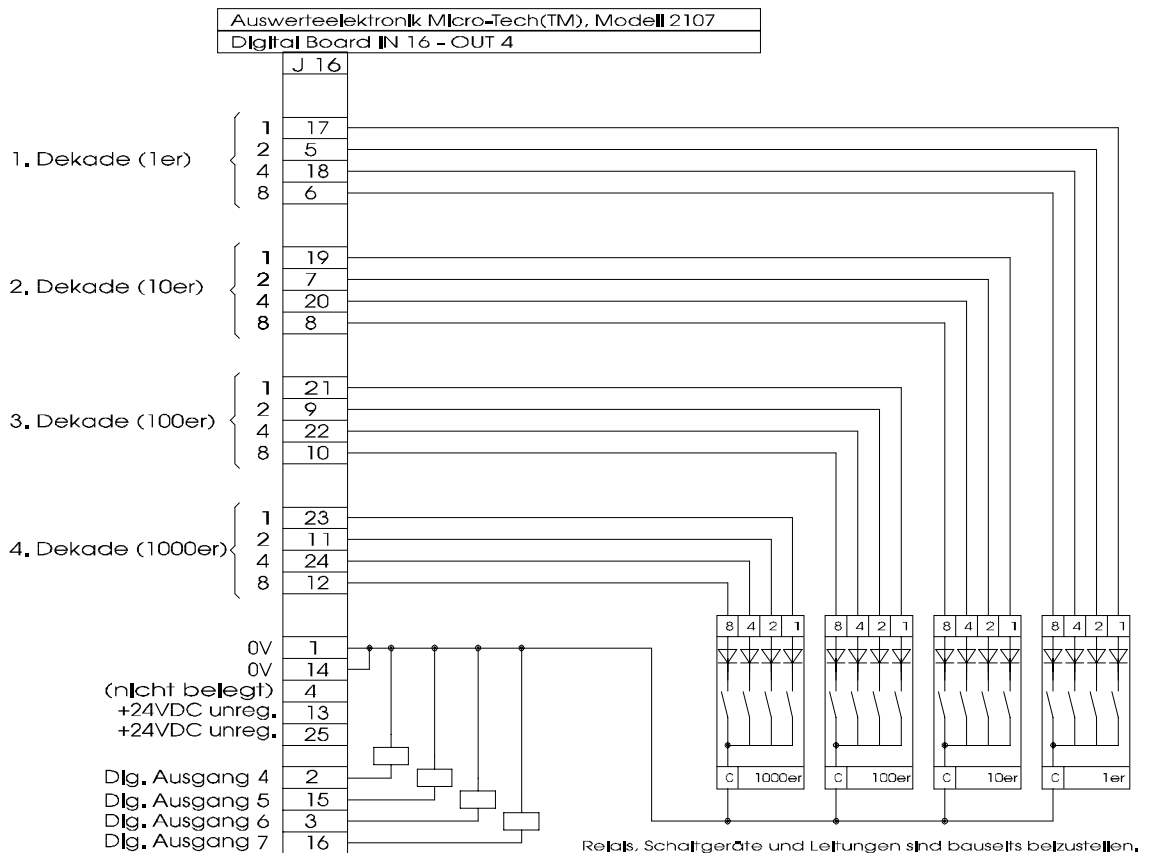 Auswerteelektronik Micro-Tech(TM), Modell 2107
Digital Board IN 16 - OUT 4
J 16
1. Dekade (1er)
1 17
2 5
4 18
8 6
2. Dekade (10er)
1 19
2 7
4 20
8 8
3. Dekade (100er)
1 21
2 9
4 22
8 10
4. Dekade (1000er)
1 23
2 11
4 24
8 12
8 4 2 1
8 4 2 1
8 4 2 1
8 4 2 1
0V 1
0V 14
(nicht belegt) 4
+24VDC unreg. 13
+24VDC unreg. 25
C 1000er
C 100er
C 10er
C 1er
Dig. Ausgang 4 2
Dig. Ausgang 5 15
Dig. Ausgang 6 3
Dig. Ausgang 7 16
Relais, Schaltgeräte und Leitungen sind bauseits beizustellen.